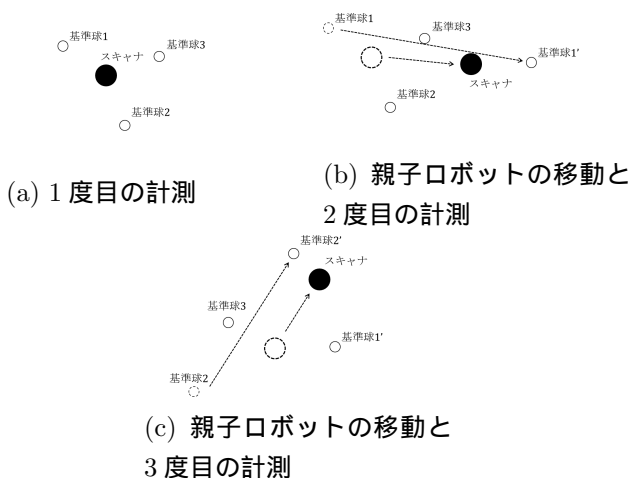 基準球1
基準球3
スキャナ
基準球2
(a) 1 度目の計測
基準球1
基準球3
基準球1′
スキャナ
基準球2
(b) 親子ロボットの移動と
2 度目の計測
基準球2′
スキャナ
基準球3
基準球1′
基準球2
(c) 親子ロボットの移動と
3 度目の計測